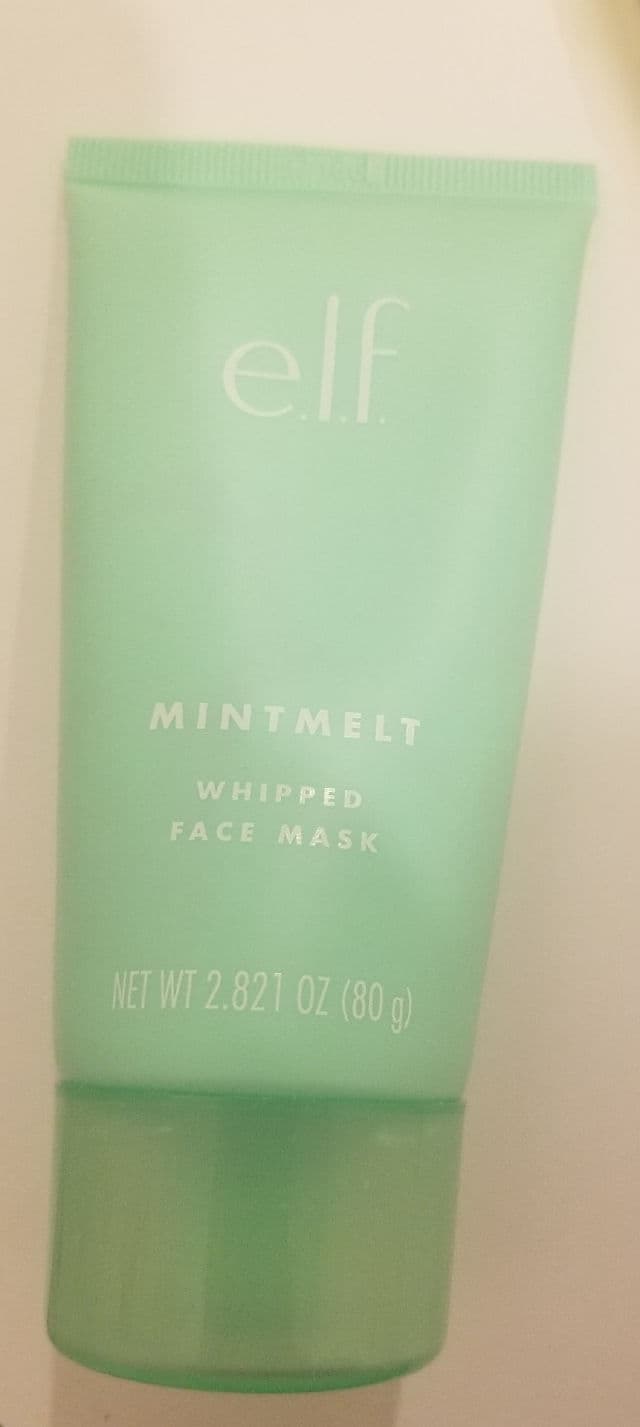 e.l.f.
MINTMELT
WHIPPED
FACE MASK
NET WT 2.821 OZ (80 g)